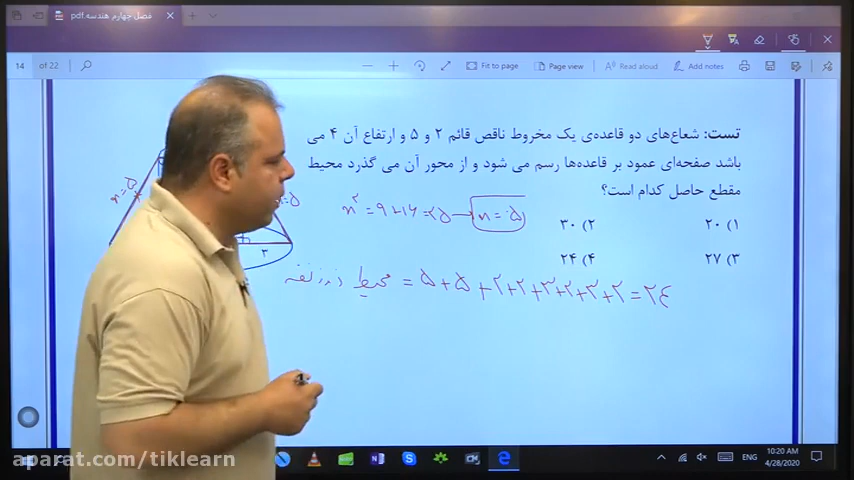 فصل چهارم هندسه.pdf
14 of 22
Fit to page
Page view
Read aloud
Add notes
تست: شعاع‌های دو قاعده‌ی یک مخروط ناقص قائم ۲ و ۵ و ارتفاع آن ۴ می
باشد صفحه‌ای عمود بر قاعده‌ها رسم می شود و از محور آن می گذرد محیط
مقطع حاصل کدام است؟
۱) ۲۰
۲) ۳۰
۳) ۲۷
۴) ۲۴
n² = ۹ + ۱۶ = ۲۵ → n = ۵
n = ۵
۳
محیط ذوزنقه = ۵ + ۵ + ۲ + ۲ + ۳ + ۲ + ۳ + ۲ = ۲۴
ENG
10:20 AM
4/28/2020
aparat.com/tiklearn